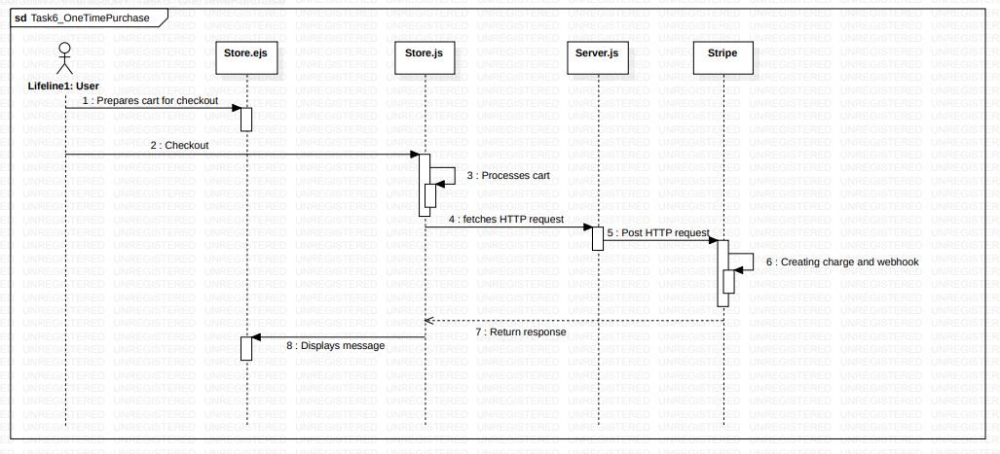 sd Task6_OneTimePurchase
Store.ejs
Store.js
Server.js
Stripe
Lifeline1: User
1 : Prepares cart for checkout
2 : Checkout
3 : Processes cart
4 : fetches HTTP request
5 : Post HTTP request
6 : Creating charge and webhook
7 : Return response
8 : Displays message
UNREGISTERED